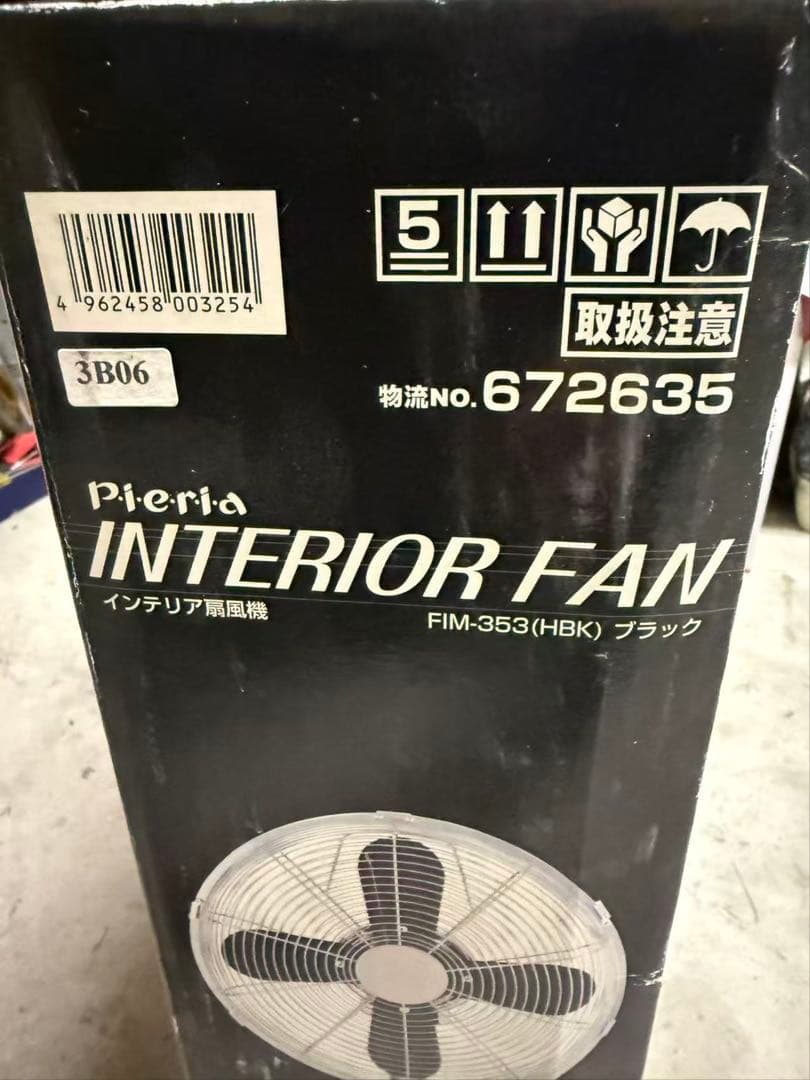 4 962458 003254
3B06
5
取扱注意
物流NO.672635
Pieria
INTERIOR FAN
インテリア扇風機
FIM-353(HBK) ブラック